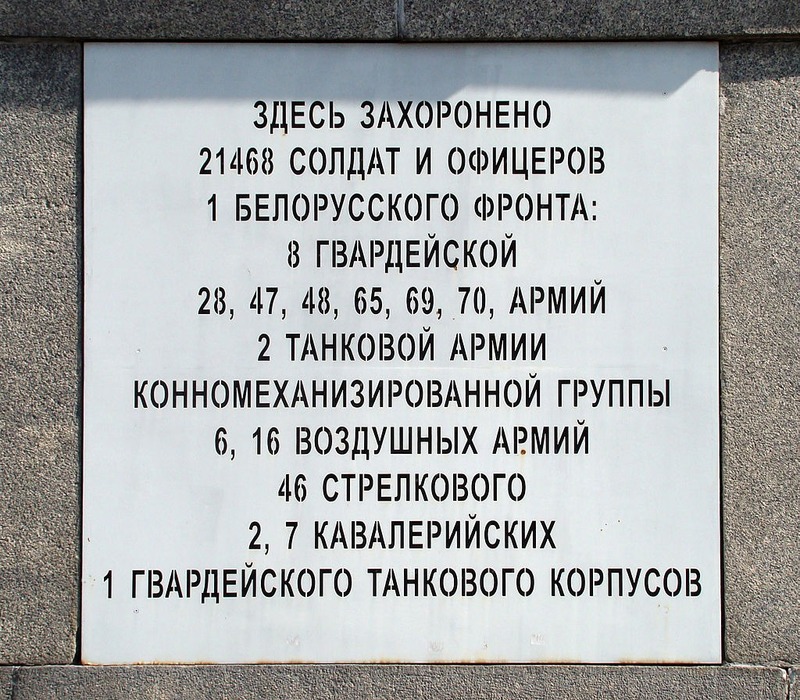 ЗДЕСЬ ЗАХОРОНЕНО
21468 СОЛДАТ И ОФИЦЕРОВ
1 БЕЛОРУССКОГО ФРОНТА:
8 ГВАРДЕЙСКОЙ
28, 47, 48, 65, 69, 70, АРМИЙ
2 ТАНКОВОЙ АРМИИ
КОННОМЕХАНИЗИРОВАННОЙ ГРУППЫ
6, 16 ВОЗДУШНЫХ АРМИЙ
46 СТРЕЛКОВОГО
2, 7 КАВАЛЕРИЙСКИХ
1 ГВАРДЕЙСКОГО ТАНКОВОГО КОРПУСОВ